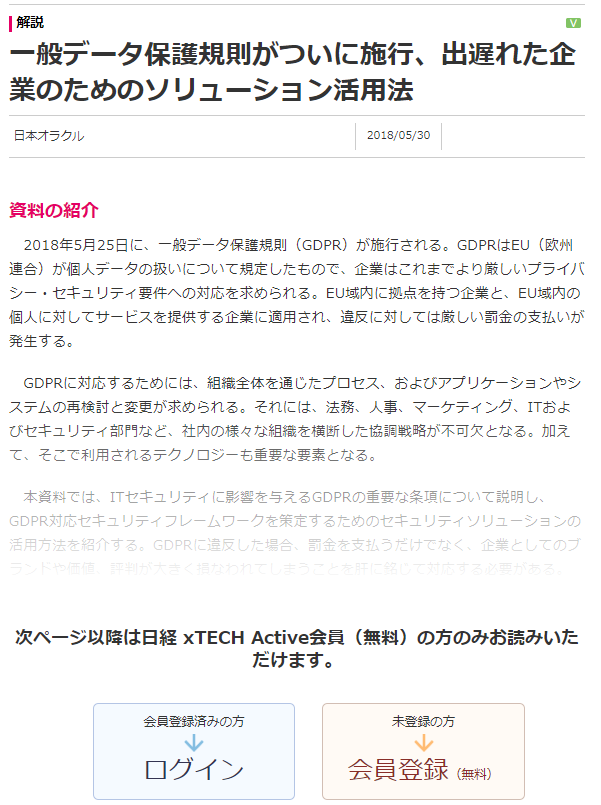 解説
V
一般データ保護規則がついに施行、出遅れた企
業のためのソリューション活用法
日本オラクル
2018/05/30
資料の紹介
　2018年5月25日に、一般データ保護規則（GDPR）が施行される。GDPRはEU（欧州
連合）が個人データの扱いについて規定したもので、企業はこれまでより厳しいプライバ
シー・セキュリティ要件への対応を求められる。EU域内に拠点を持つ企業と、EU域内の
個人に対してサービスを提供する企業に適用され、違反に対しては厳しい罰金の支払いが
発生する。
　GDPRに対応するためには、組織全体を通じたプロセス、およびアプリケーションやシ
ステムの再検討と変更が求められる。それには、法務、人事、マーケティング、ITおよ
びセキュリティ部門など、社内の様々な組織を横断した協調戦略が不可欠となる。加え
て、そこで利用されるテクノロジーも重要な要素となる。
　本資料では、ITセキュリティに影響を与えるGDPRの重要な条項について説明し、
GDPR対応セキュリティフレームワークを策定するためのセキュリティソリューションの
活用方法を紹介する。GDPRに違反した場合、罰金を支払うだけでなく、企業としてのブ
ランドや価値、評判が大きく損なわれてしまうことを肝に銘じて対応する必要がある。
次ページ以降は日経 xTECH Active会員（無料）の方のみお読みいた
だけます。
会員登録済みの方
ログイン
未登録の方
会員登録（無料）